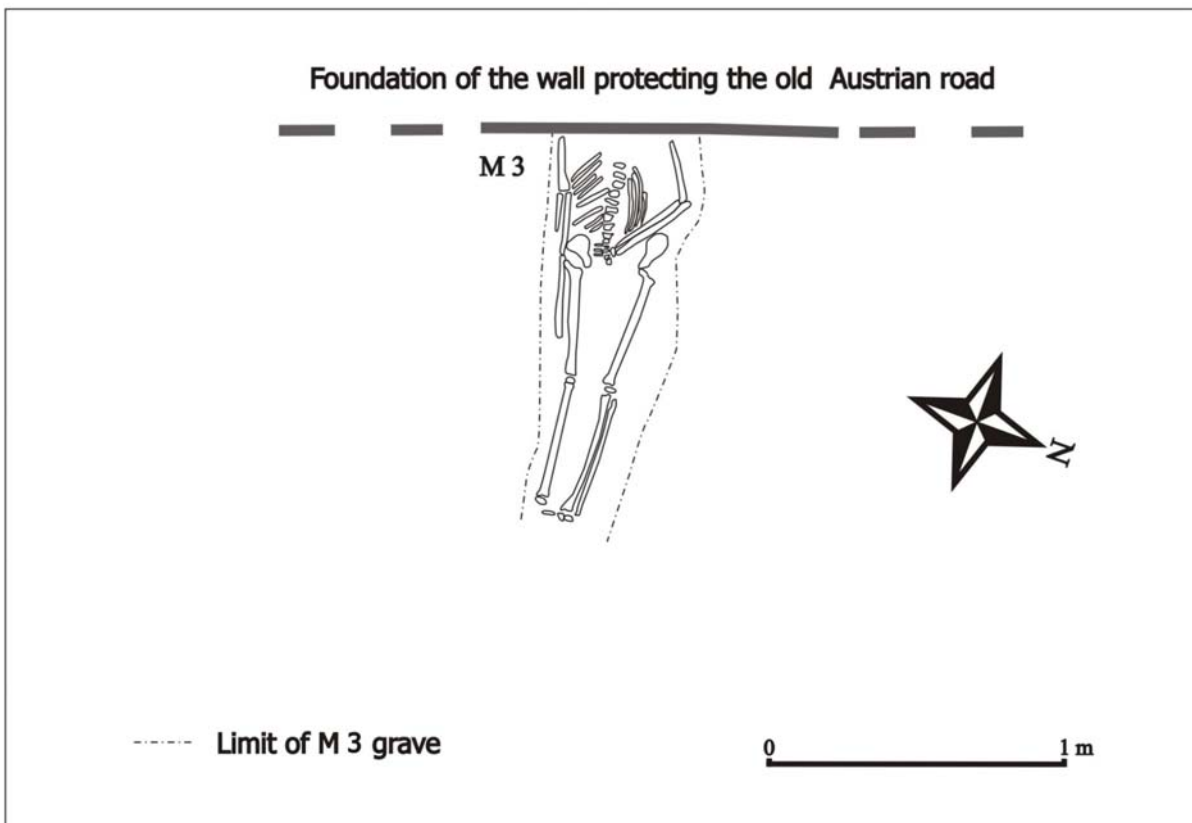 Foundation of the wall protecting the old Austrian road
M 3
N
Limit of M 3 grave
0 1 m